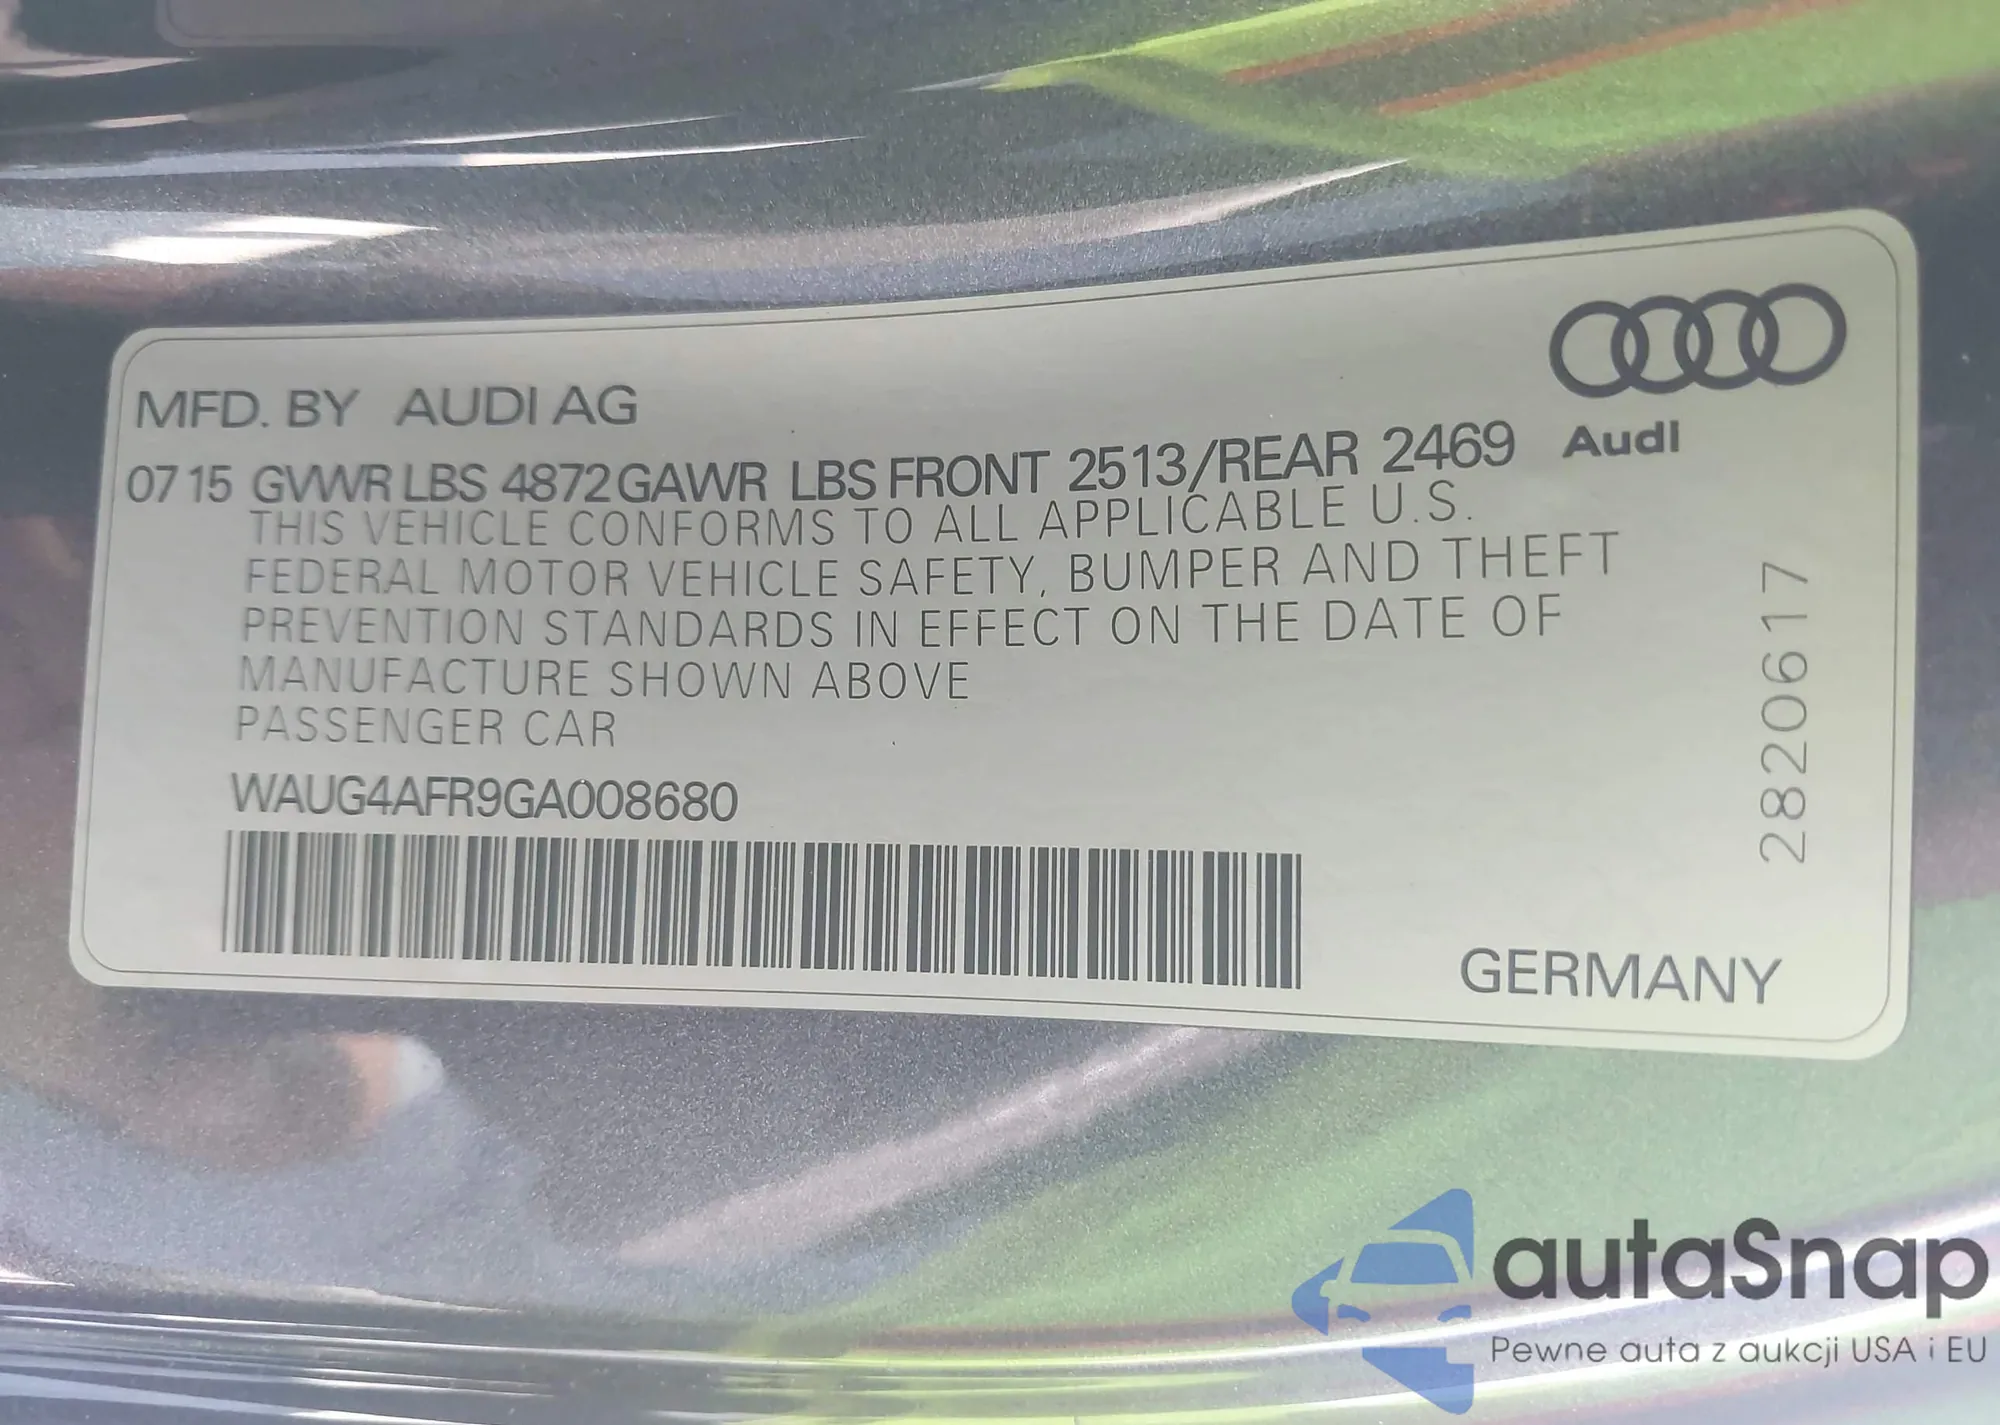 MFD. BY AUDI AG
07 15 GVWR LBS 4872 GAWR LBS FRONT 2513/REAR 2469
Audi
THIS VEHICLE CONFORMS TO ALL APPLICABLE U.S.
FEDERAL MOTOR VEHICLE SAFETY, BUMPER AND THEFT
PREVENTION STANDARDS IN EFFECT ON THE DATE OF
MANUFACTURE SHOWN ABOVE
PASSENGER CAR
WAUG4AFR9GA008680
2820617
GERMANY
autaSnap
Pewne auta z aukcji USA i EU